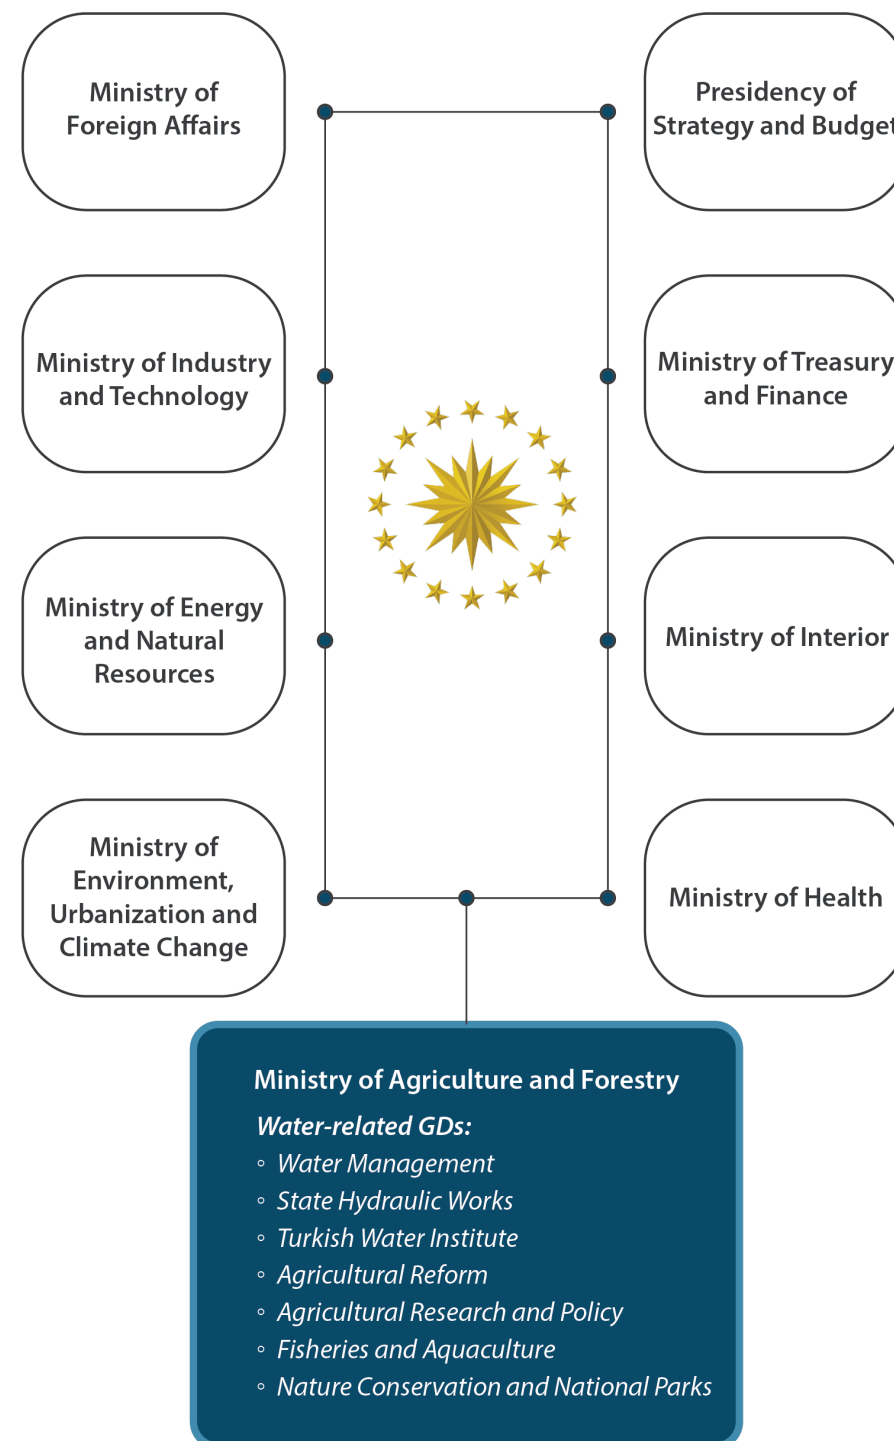 Ministry of
Foreign Affairs
Presidency of
Strategy and Budget
Ministry of Industry
and Technology
Ministry of Treasury
and Finance
Ministry of Energy
and Natural
Resources
Ministry of Interior
Ministry of
Environment,
Urbanization and
Climate Change
Ministry of Health
Ministry of Agriculture and Forestry
Water-related GDs:
◦ Water Management
◦ State Hydraulic Works
◦ Turkish Water Institute
◦ Agricultural Reform
◦ Agricultural Research and Policy
◦ Fisheries and Aquaculture
◦ Nature Conservation and National Parks